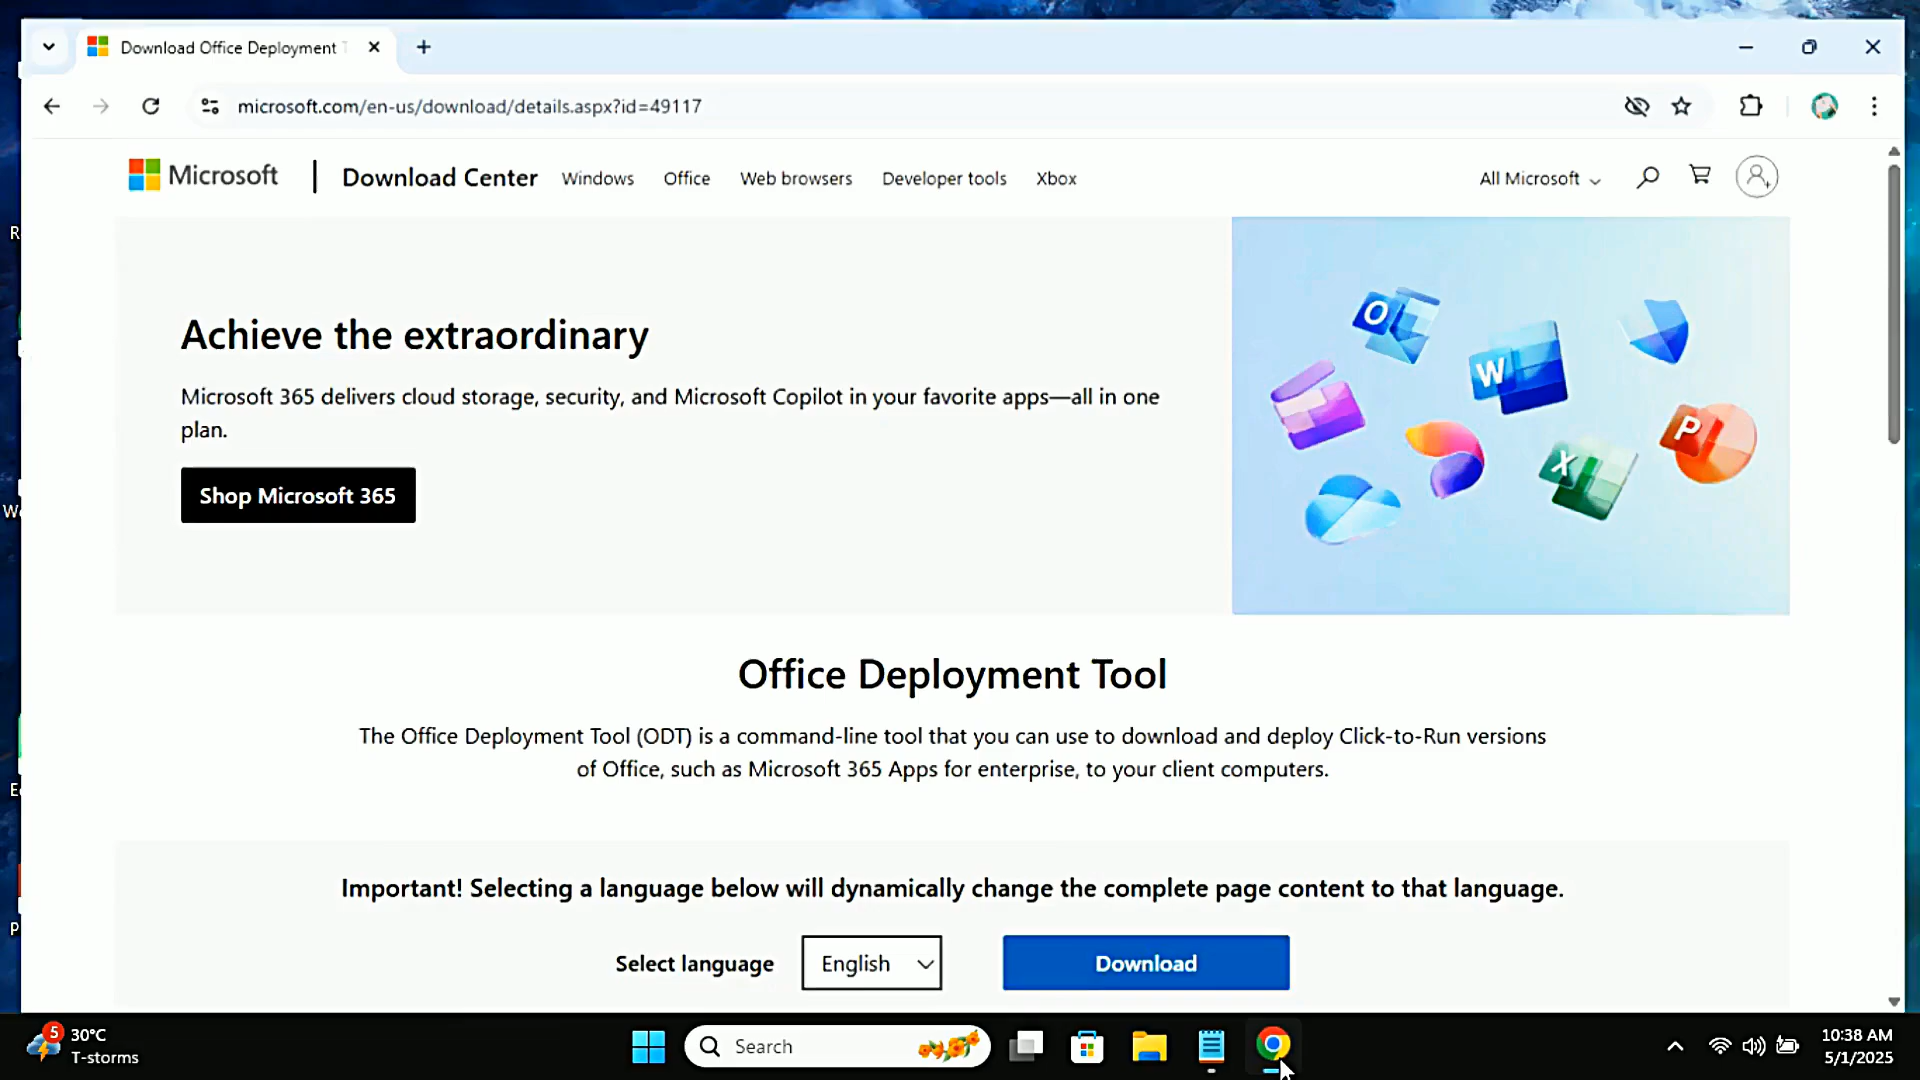 Download Office Deployment T
microsoft.com/en-us/download/details.aspx?id=49117
Microsoft
Download Center
Windows
Office
Web browsers
Developer tools
Xbox
All Microsoft
Achieve the extraordinary
Microsoft 365 delivers cloud storage, security, and Microsoft Copilot in your favorite apps—all in one
plan.
Shop Microsoft 365
O
W
X
P
Office Deployment Tool
The Office Deployment Tool (ODT) is a command-line tool that you can use to download and deploy Click-to-Run versions
of Office, such as Microsoft 365 Apps for enterprise, to your client computers.
Important! Selecting a language below will dynamically change the complete page content to that language.
Select language
English
Download
5
30°C
T-storms
Search
10:38 AM
5/1/2025